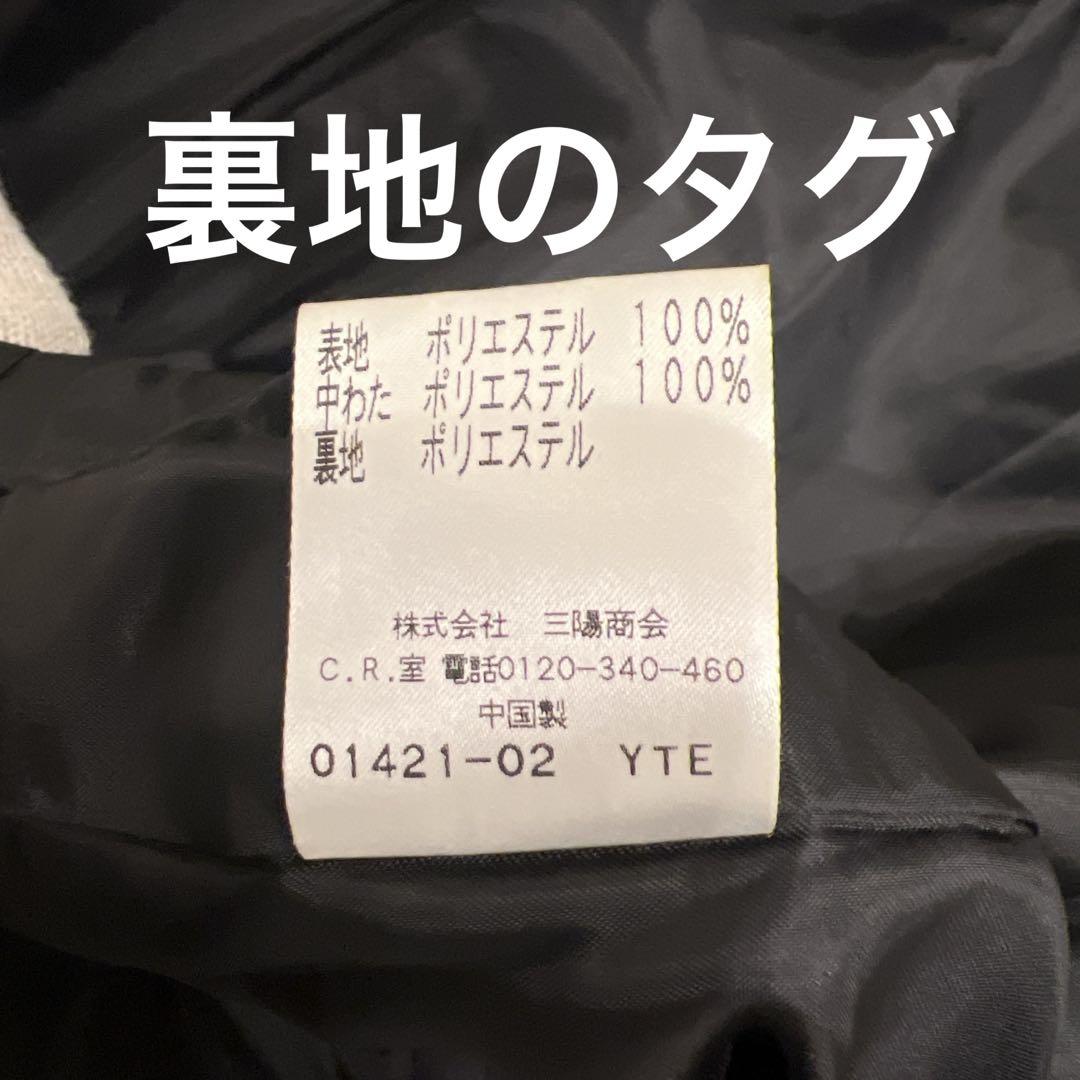 裏地のタグ
表地 ポリエステル 100%
中わた ポリエステル 100%
裏地 ポリエステル
株式会社 三陽商会
C.R.室 電話0120-340-460
中国製
01421-02 YTE